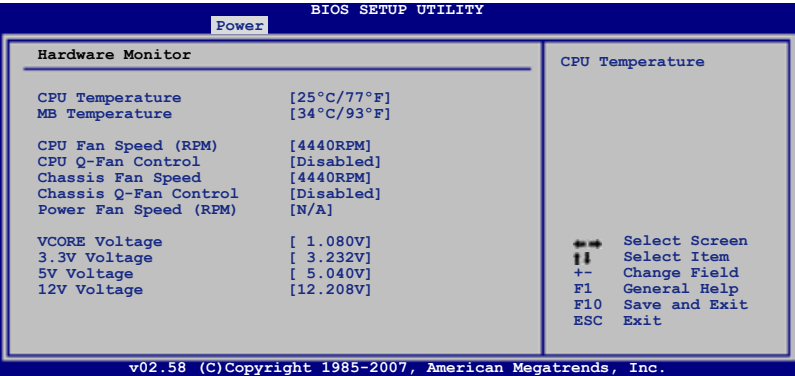 BIOS SETUP UTILITY
Power
Hardware Monitor
CPU Temperature [25°C/77°F]
MB Temperature [34°C/93°F]
CPU Fan Speed (RPM) [4440RPM]
CPU Q-Fan Control [Disabled]
Chassis Fan Speed [4440RPM]
Chassis Q-Fan Control [Disabled]
Power Fan Speed (RPM) [N/A]
VCORE Voltage [ 1.080V]
3.3V Voltage [ 3.232V]
5V Voltage [ 5.040V]
12V Voltage [12.208V]
CPU Temperature
←→ Select Screen
↑↓ Select Item
+- Change Field
F1 General Help
F10 Save and Exit
ESC Exit
v02.58 (C)Copyright 1985-2007, American Megatrends, Inc.